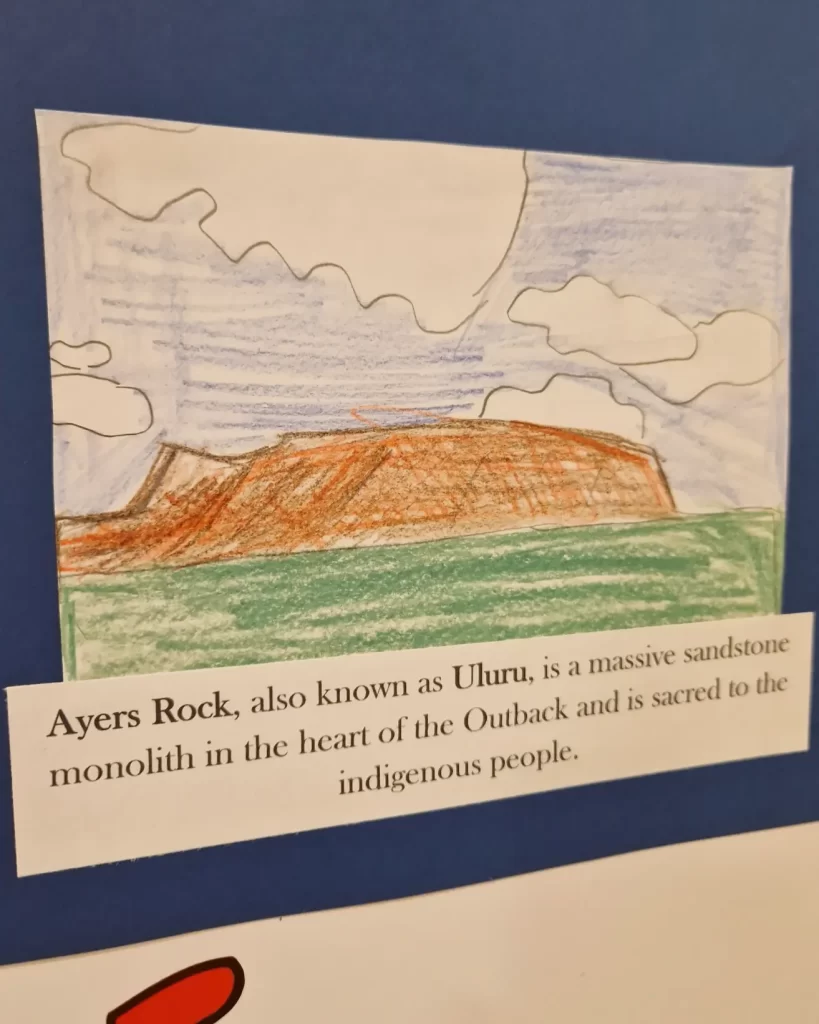 Ayers Rock, also known as Uluru, is a massive sandstone
monolith in the heart of the Outback and is sacred to the
indigenous people.